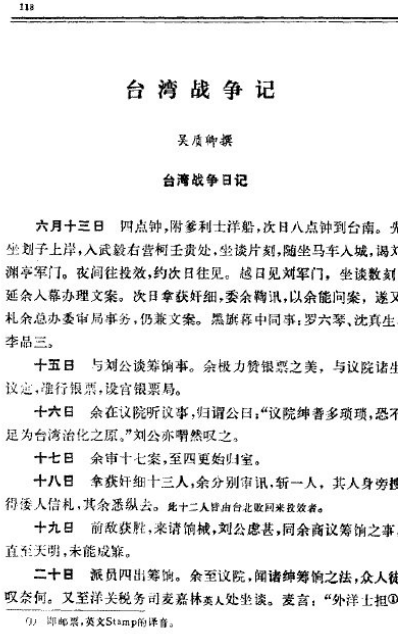 118
台湾战争记
吴质卿撰
台湾战争日记
六月十三日 四点钟,附爹利士洋船,次日八点钟到台南。先
坐划子上岸,入武毅右营柯壬贵处,坐谈片刻,随坐马车入城,谒刘
渊亭军门。夜间往投效,约次日往见。越日见刘军门,坐谈数刻,
延余入幕办理文案。次日拿获奸细,委余鞫讯,以余能问案,遂又
札余总办委审局事务,仍兼文案。黑旗幕中同事:罗六琴、沈真生、
李品三。
十五日 与刘公谈筹饷事。余极力赞银票之美,与议院诸生
议定,准行银票,设官银票局。
十六日 余在议院听议事,归谓公曰:“议院绅耆多琐琐,恐不
足为台湾治化之原。”刘公亦喟然叹之。
十七日 余审十七案,至四更始归室。
十八日 拿获奸细十三人,余分别审讯,斩一人,其人身旁搜
得倭人信札,其余悉纵去。此十二人皆由台北败回来投效者。
十九日 前敌获胜,来请饷械,刘公虑甚,同余商议筹饷之事,
直至天明,未能成寐。
二十日 派员四出筹饷。余至议院,闻诸绅筹饷之法,众人徒
叹奈何。又至洋关税务司麦嘉林英人处坐谈。麦言:“外洋士担①
① 即邮票,英文Stamp的译音。